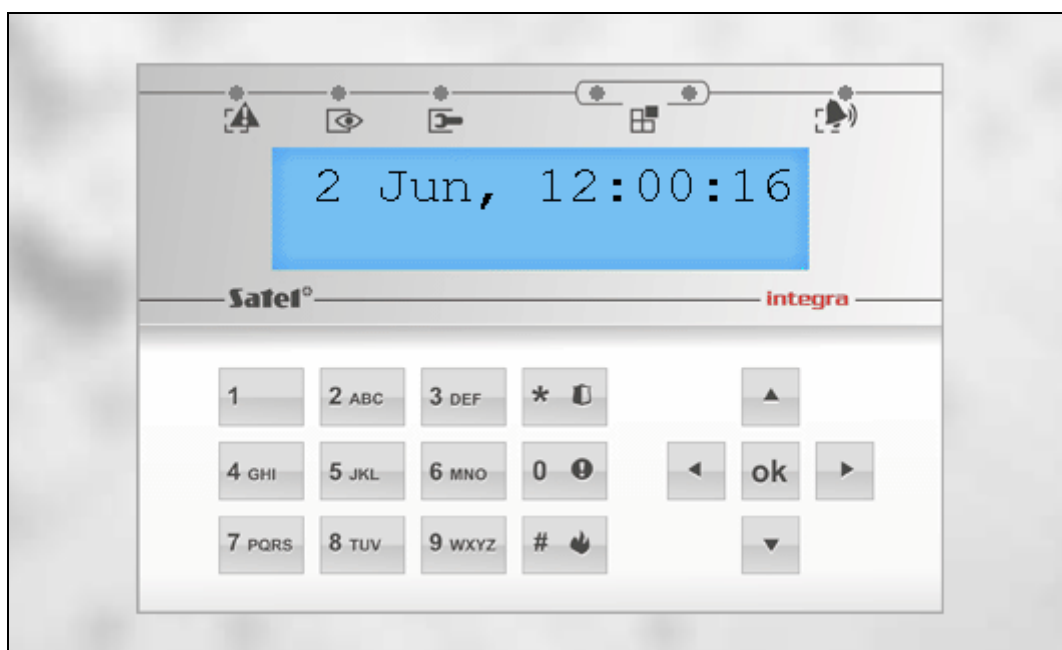 2 Jun, 12:00:16
Satel®
integra
1 2 ABC 3 DEF *
4 GHI 5 JKL 6 MNO 0 ok
7 PQRS 8 TUV 9 WXYZ #